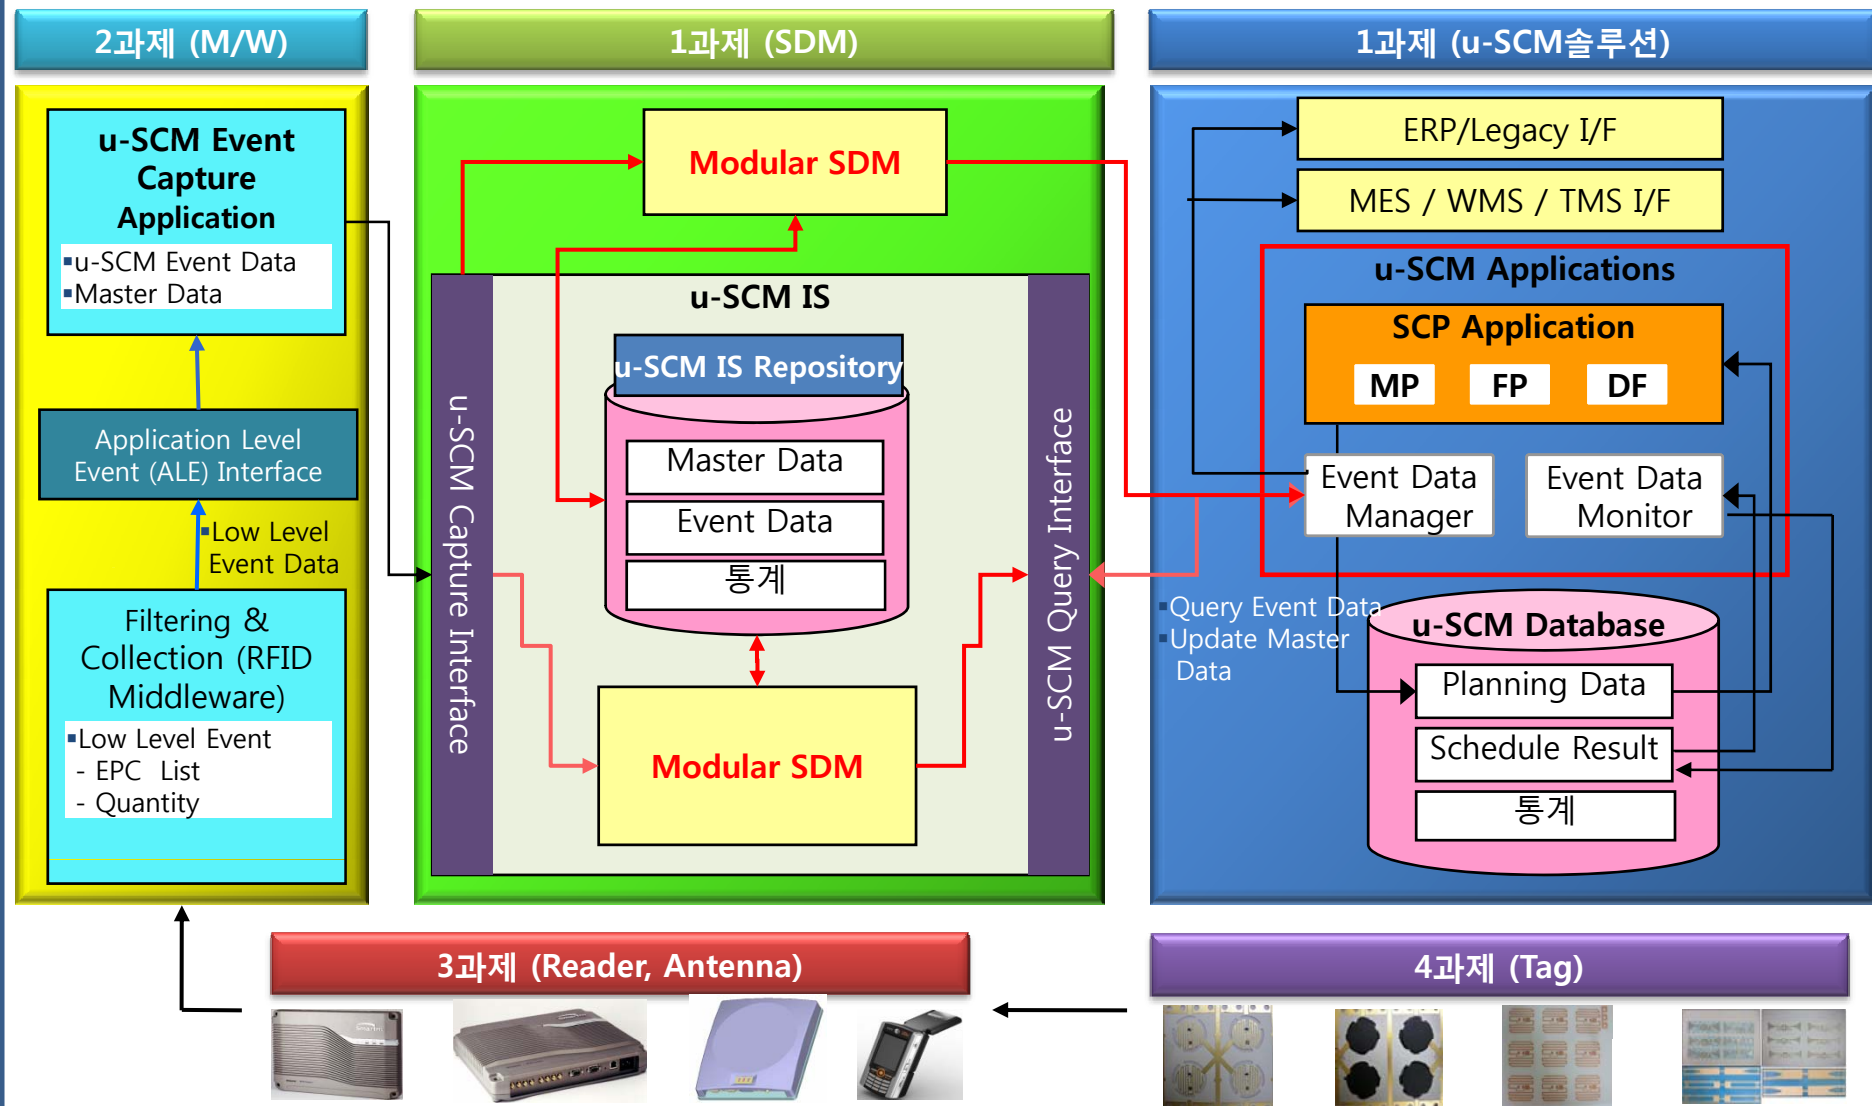 2과제 (M/W)
1과제 (SDM)
1과제 (u-SCM솔루션)
u-SCM Event
Capture
Application
▪u-SCM Event Data
▪Master Data
Application Level
Event (ALE) Interface
▪Low Level
Event Data
Filtering &
Collection (RFID
Middleware)
▪Low Level Event
- EPC List
- Quantity
Modular SDM
u-SCM IS
u-SCM IS Repository
Master Data
Event Data
통계
Modular SDM
u-SCM Capture Interface
u-SCM Query Interface
ERP/Legacy I/F
MES / WMS / TMS I/F
u-SCM Applications
SCP Application
MP
FP
DF
Event Data
Manager
Event Data
Monitor
▪Query Event Data
▪Update Master
Data
u-SCM Database
Planning Data
Schedule Result
통계
3과제 (Reader, Antenna)
4과제 (Tag)